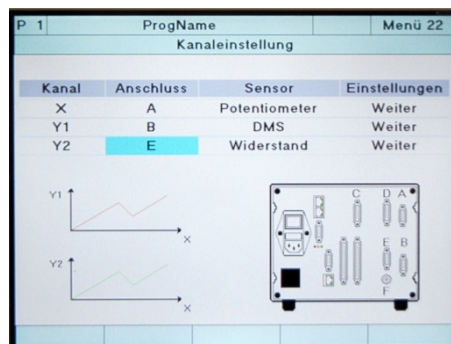 P 1 ProgName Menü 22
Kanaleinstellung
Kanal Anschluss Sensor Einstellungen
X A Potentiometer Weiter
Y1 B DMS Weiter
Y2 E Widerstand Weiter
Y1
X
Y2
X
C D A
E B
F